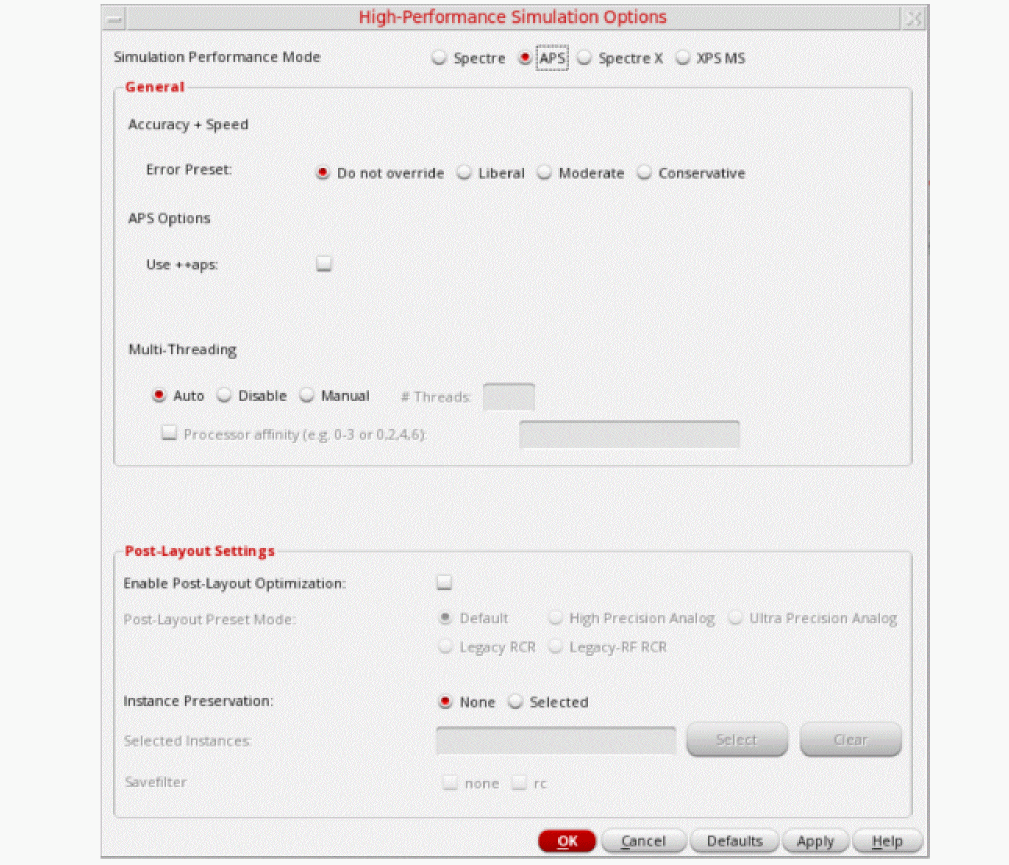 High-Performance Simulation Options
Simulation Performance Mode Spectre APS Spectre X XPS MS
General
Accuracy + Speed
Error Preset: Do not override Liberal Moderate Conservative
APS Options
Use ++aps:
Multi-Threading
Auto Disable Manual # Threads:
Processor affinity (e.g. 0-3 or 0,2,4,6):
Post-Layout Settings
Enable Post-Layout Optimization:
Post-Layout Preset Mode: Default High Precision Analog Ultra Precision Analog
Legacy RCR Legacy-RF RCR
Instance Preservation: None Selected
Selected Instances: Select Clear
Savefilter none rc
OK Cancel Defaults Apply Help